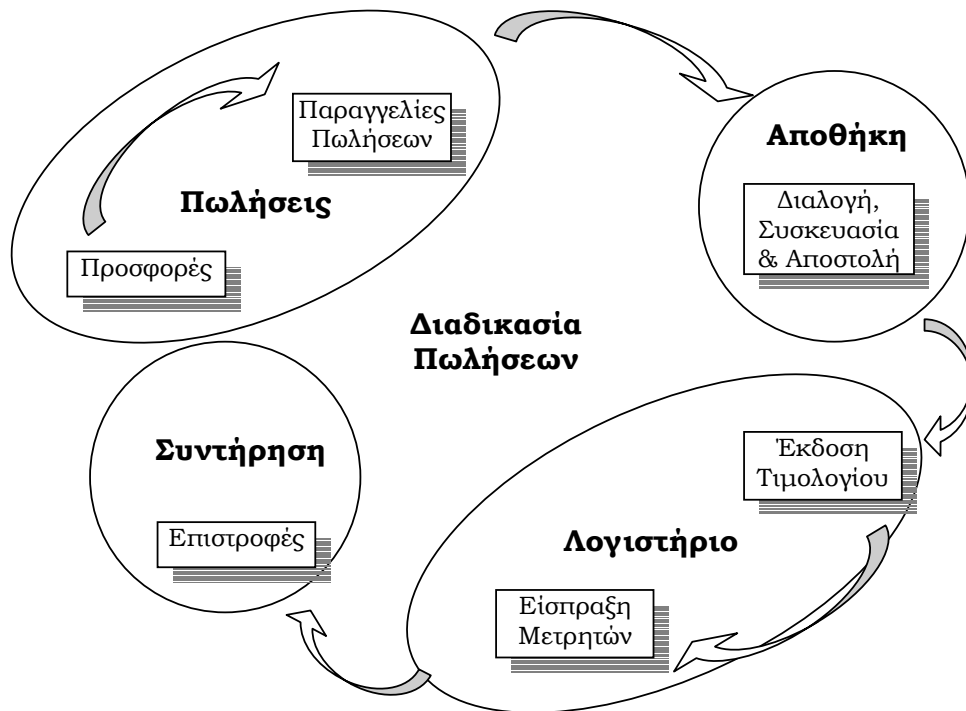 Παραγγελίες
Πωλήσεων
Πωλήσεις
Προσφορές
Αποθήκη
Διαλογή,
Συσκευασία
& Αποστολή
Διαδικασία
Πωλήσεων
Έκδοση
Τιμολογίου
Λογιστήριο
Είσπραξη
Μετρητών
Συντήρηση
Επιστροφές